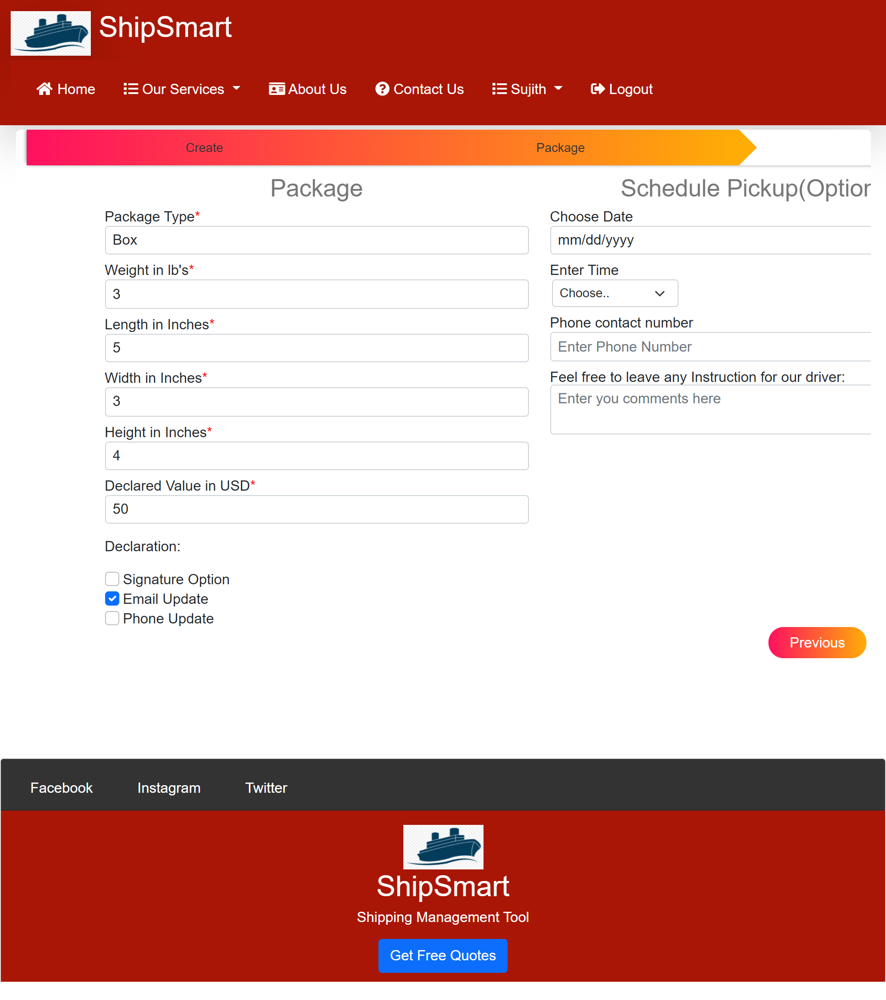 ShipSmart
Home Our Services About Us Contact Us Sujith Logout
Create Package
Package
Package Type*
Box
Weight in lb's*
3
Length in Inches*
5
Width in Inches*
3
Height in Inches*
4
Declared Value in USD*
50
Declaration:
Signature Option
Email Update
Phone Update
Schedule Pickup(Option
Choose Date
mm/dd/yyyy
Enter Time
Choose..
Phone contact number
Enter Phone Number
Feel free to leave any Instruction for our driver:
Enter you comments here
Previous
Facebook Instagram Twitter
ShipSmart
Shipping Management Tool
Get Free Quotes